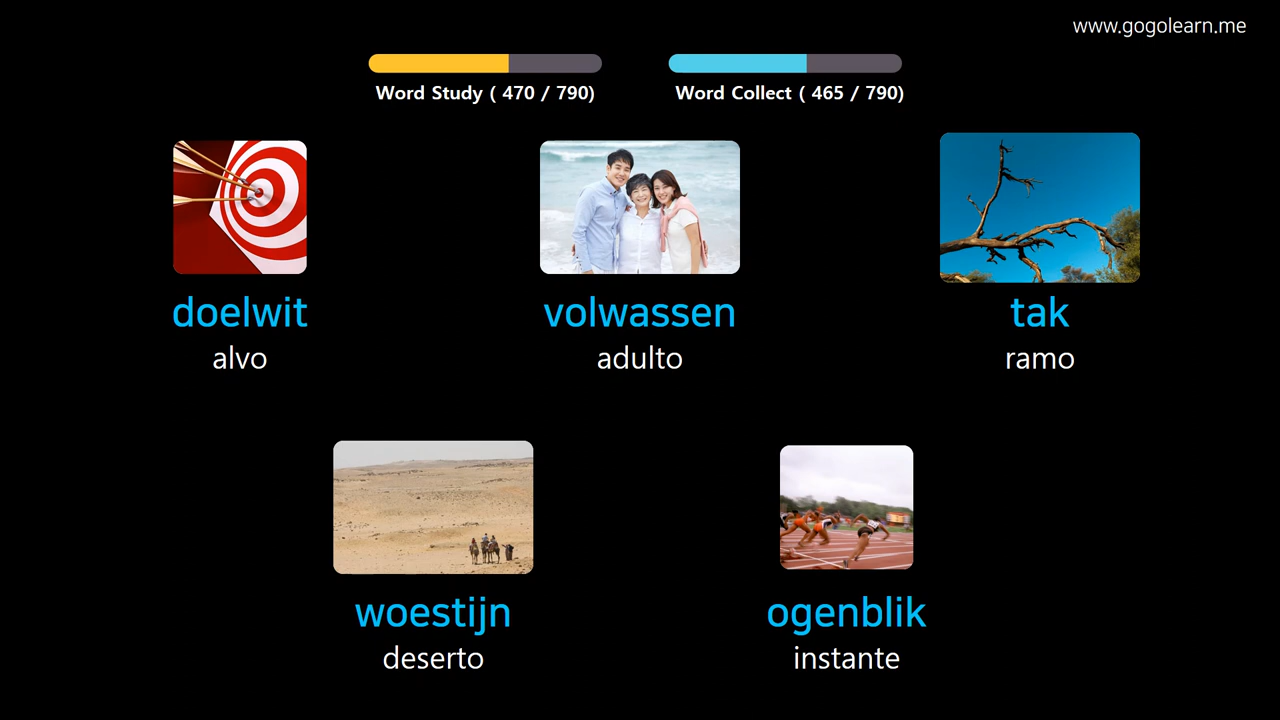 www.gogolearn.me
Word Study ( 470 / 790)
Word Collect ( 465 / 790)
doelwit
alvo
volwassen
adulto
tak
ramo
woestijn
deserto
ogenblik
instante